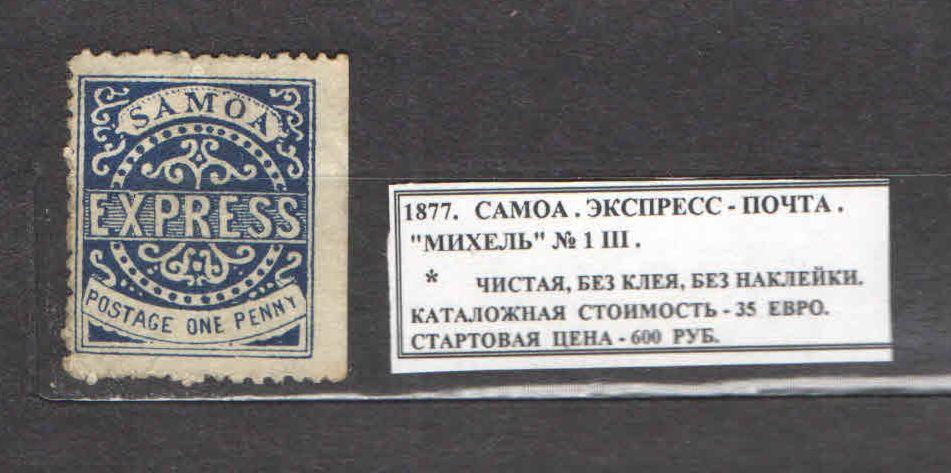 SAMOA
EXPRESS
POSTAGE ONE PENNY
1877. САМОА. ЭКСПРЕСС - ПОЧТА.
"МИХЕЛЬ" № 1 III.
* ЧИСТАЯ, БЕЗ КЛЕЯ, БЕЗ НАКЛЕЙКИ.
КАТАЛОЖНАЯ СТОИМОСТЬ - 35 ЕВРО.
СТАРТОВАЯ ЦЕНА - 600 РУБ.